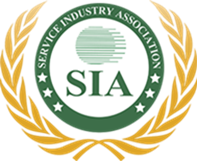 SERVICE INDUSTRY ASSOCIATION
SIA